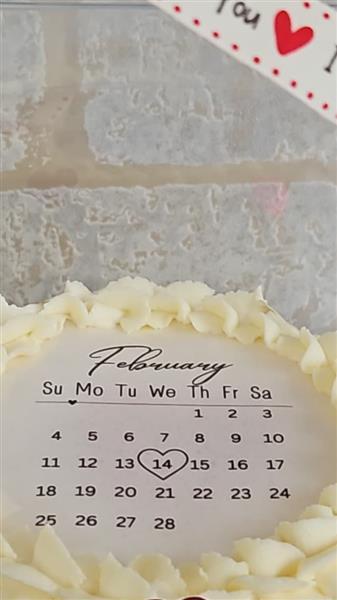 You
February
Su Mo Tu We Th Fr Sa
1 2 3
4 5 6 7 8 9 10
11 12 13 14 15 16 17
18 19 20 21 22 23 24
25 26 27 28